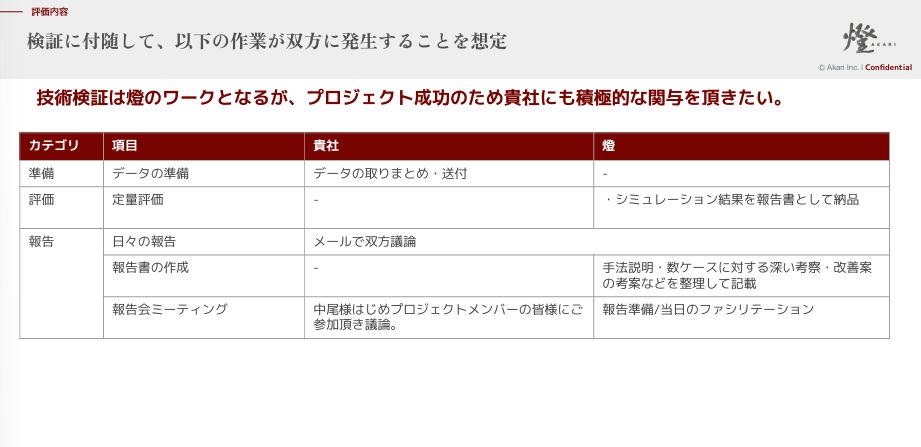 評価内容
検証に付随して、以下の作業が双方に発生することを想定
燈 AKARI
© Akari Inc. | Confidential
技術検証は燈のワークとなるが、プロジェクト成功のため貴社にも積極的な関与を頂きたい。
カテゴリ 項目 貴社 燈
準備 データの準備 データの取りまとめ・送付 -
評価 定量評価 - ・シミュレーション結果を報告書として納品
報告 日々の報告 メールで双方議論
報告書の作成 - 手法説明・数ケースに対する深い考察・改善案
の考案などを整理して記載
報告会ミーティング 中尾様はじめプロジェクトメンバーの皆様にご 報告準備/当日のファシリテーション
参加頂き議論。